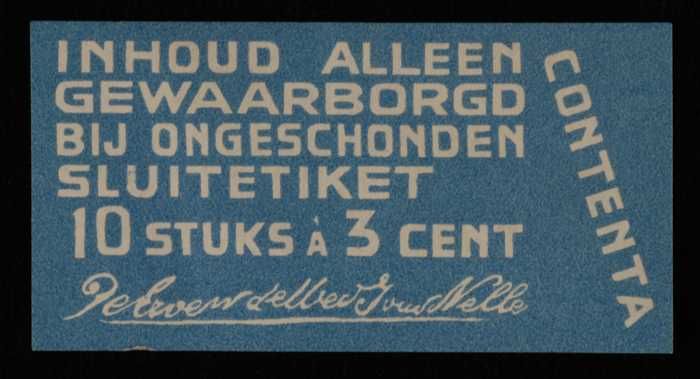 INHOUD ALLEEN
GEWAARBORGD
BIJ ONGESCHONDEN
SLUITETIKET
10 STUKS À 3 CENT
De Erven de Wed J van Nelle
CONTENTA